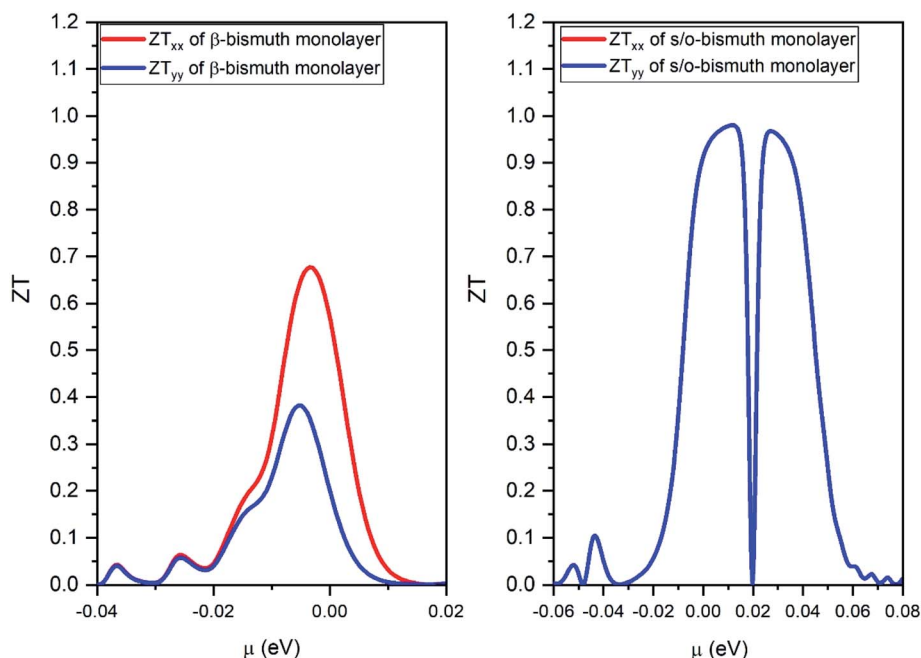 1.2
1.1
1.0
0.9
0.8
0.7
0.6
0.5
0.4
0.3
0.2
0.1
0.0
ZT
ZTxx of β-bismuth monolayer
ZTyy of β-bismuth monolayer
-0.04 -0.02 0.00 0.02
μ (eV)
1.2
1.1
1.0
0.9
0.8
0.7
0.6
0.5
0.4
0.3
0.2
0.1
0.0
ZT
ZTxx of s/o-bismuth monolayer
ZTyy of s/o-bismuth monolayer
-0.06 -0.04 -0.02 0.00 0.02 0.04 0.06 0.08
μ (eV)